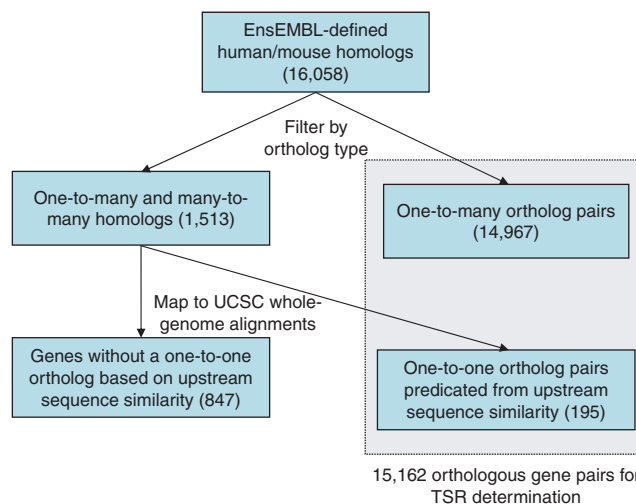 EnsEMBL-defined
human/mouse homologs
(16,058)
Filter by
ortholog type
One-to-many and many-to-
many homologs (1,513)
One-to-many ortholog pairs
(14,967)
Map to UCSC whole-
genome alignments
Genes without a one-to-one
ortholog based on upstream
sequence similarity (847)
One-to-one ortholog pairs
predicated from upstream
sequence similarity (195)
15,162 orthologous gene pairs for
TSR determination